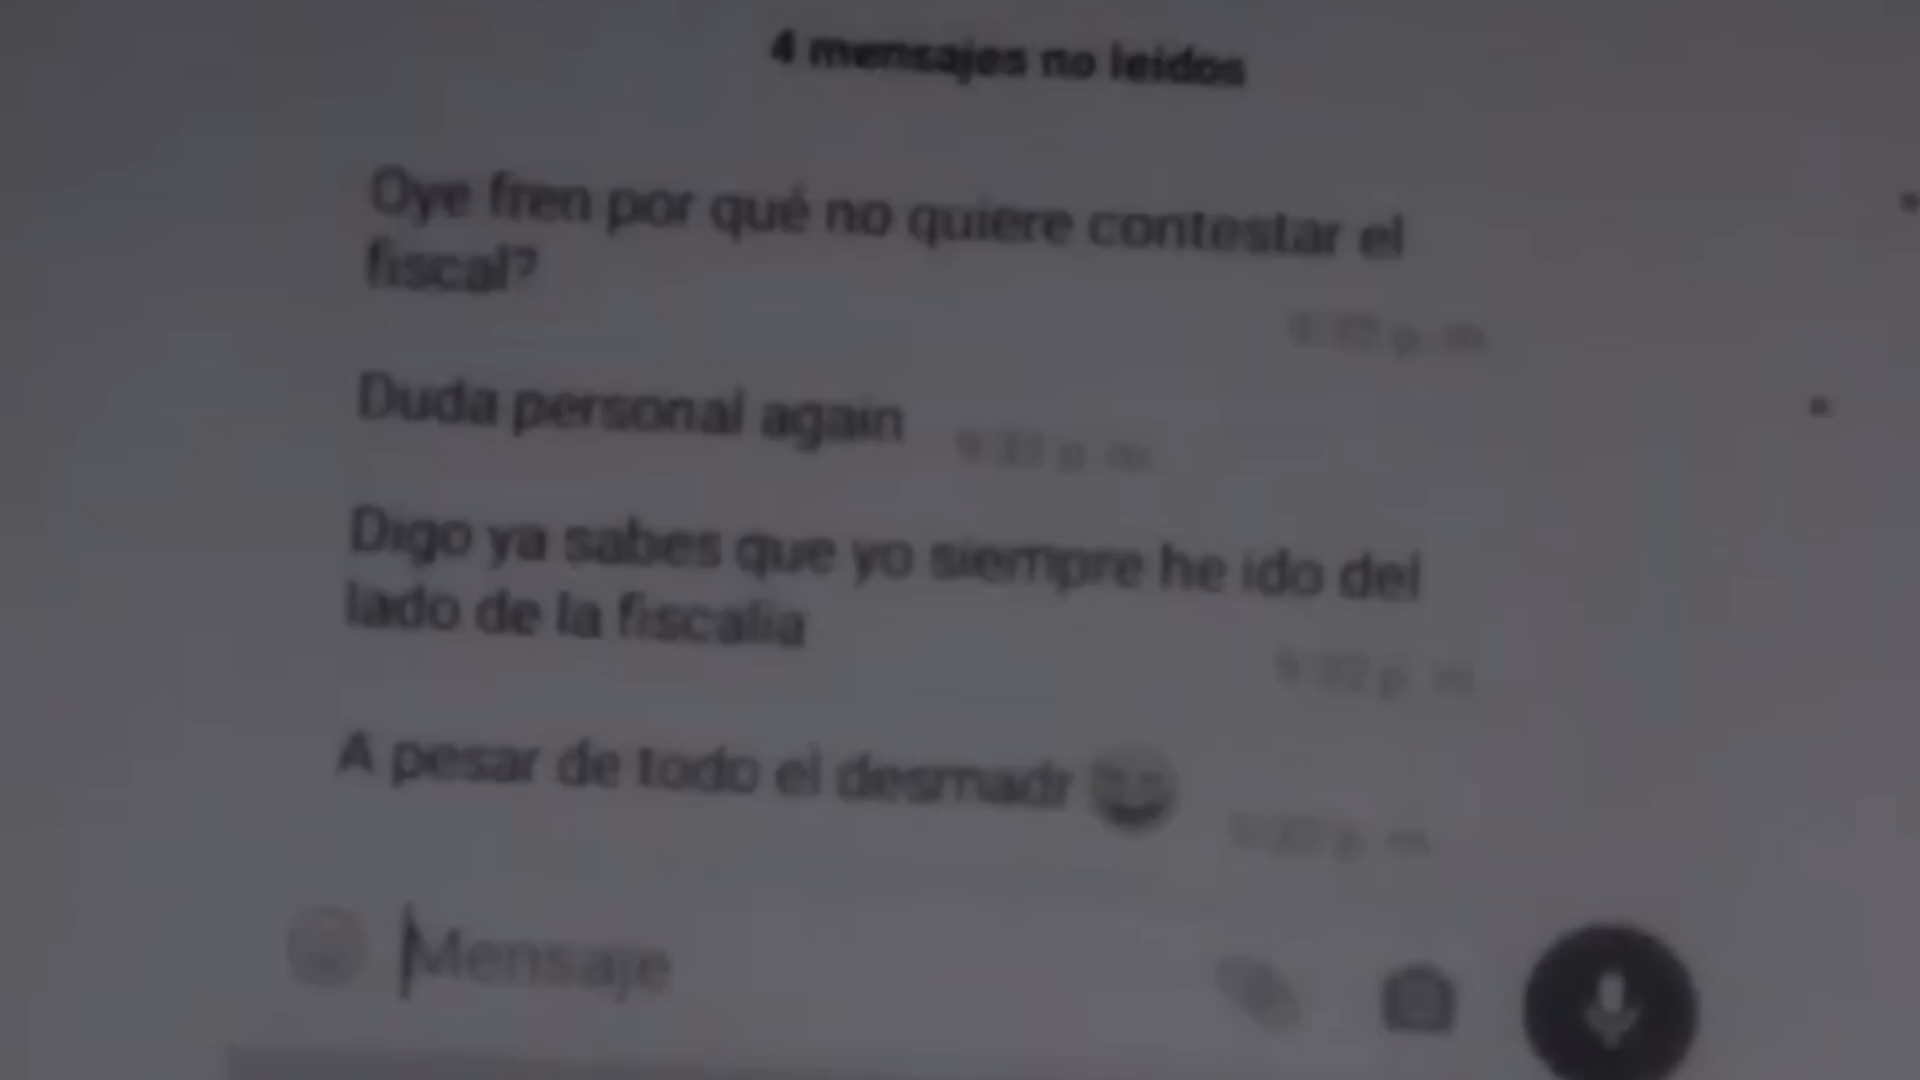 4 mensajes no leidos
Oye fren por qué no quiere contestar el
fiscal?
Duda personal again
Digo ya sabes que yo siempre he ido del
lado de la fiscalia
A pesar de todo el desmadr
Mensaje